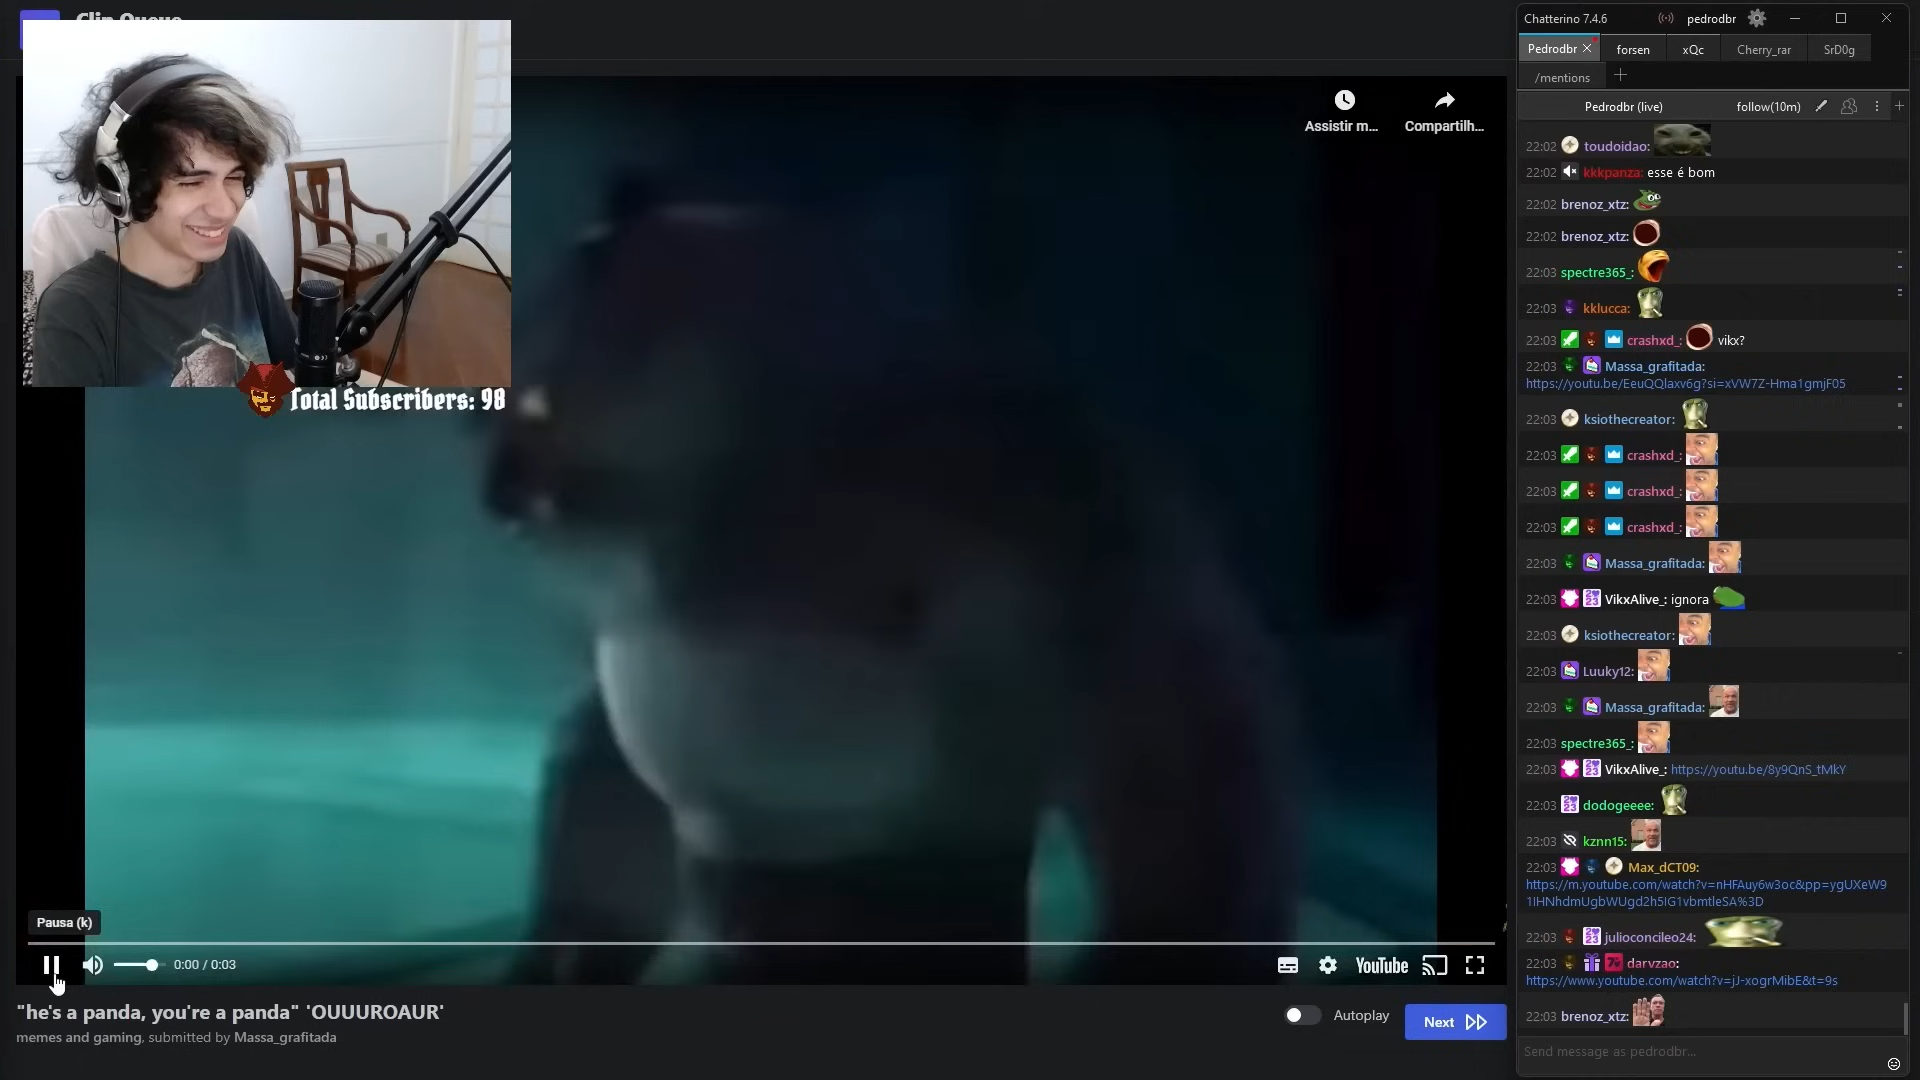 Clip Queue
Assistir m...
Compartilh...
Total Subscribers: 98
Pausa (k)
0:00 / 0:03
YouTube
"he's a panda, you're a panda" 'OUUUROAUR'
memes and gaming, submitted by Massa_grafitada
Autoplay
Next
Chatterino 7.4.6
pedrodbr
Pedrodbr
forsen
xQc
Cherry_rar
SrD0g
/mentions
Pedrodbr (live)
follow(10m)
22:02 toudoidao:
22:02 kkkpanza: esse é bom
22:02 brenoz_xtz:
22:02 brenoz_xtz:
22:03 spectre365_:
22:03 kklucca:
22:03 crashxd_: vikx?
22:03 Massa_grafitada:
https://youtu.be/EeuQQlaxv6g?si=xVW7Z-Hma1gmjF05
22:03 ksiothecreator:
22:03 crashxd_:
22:03 crashxd_:
22:03 crashxd_:
22:03 Massa_grafitada:
22:03 VikxAlive_: ignora
22:03 ksiothecreator:
22:03 Luuky12:
22:03 Massa_grafitada:
22:03 spectre365_:
22:03 VikxAlive_: https://youtu.be/8y9QnS_tMkY
22:03 dodogeeee:
22:03 kznn15:
22:03 Max_dCT09:
https://m.youtube.com/watch?v=nHFAuy6w3oc&pp=ygUXeW9
1IHNhdmUgbWUgd2h5IG1vbmtleSA%3D
22:03 julioconcileo24:
22:03 darvzao:
https://www.youtube.com/watch?v=jJ-xogrMibE&t=9s
22:03 brenoz_xtz:
Send message as pedrodbr...